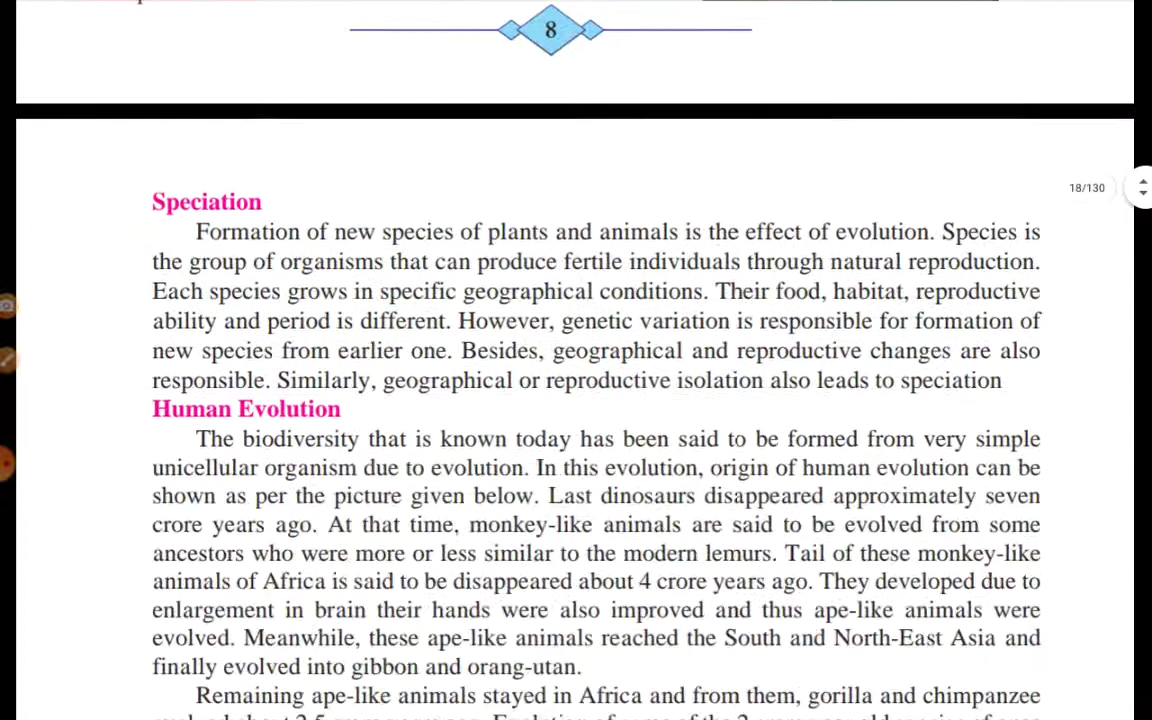 8
18/130
Speciation
Formation of new species of plants and animals is the effect of evolution. Species is
the group of organisms that can produce fertile individuals through natural reproduction.
Each species grows in specific geographical conditions. Their food, habitat, reproductive
ability and period is different. However, genetic variation is responsible for formation of
new species from earlier one. Besides, geographical and reproductive changes are also
responsible. Similarly, geographical or reproductive isolation also leads to speciation
Human Evolution
The biodiversity that is known today has been said to be formed from very simple
unicellular organism due to evolution. In this evolution, origin of human evolution can be
shown as per the picture given below. Last dinosaurs disappeared approximately seven
crore years ago. At that time, monkey-like animals are said to be evolved from some
ancestors who were more or less similar to the modern lemurs. Tail of these monkey-like
animals of Africa is said to be disappeared about 4 crore years ago. They developed due to
enlargement in brain their hands were also improved and thus ape-like animals were
evolved. Meanwhile, these ape-like animals reached the South and North-East Asia and
finally evolved into gibbon and orang-utan.
Remaining ape-like animals stayed in Africa and from them, gorilla and chimpanzee